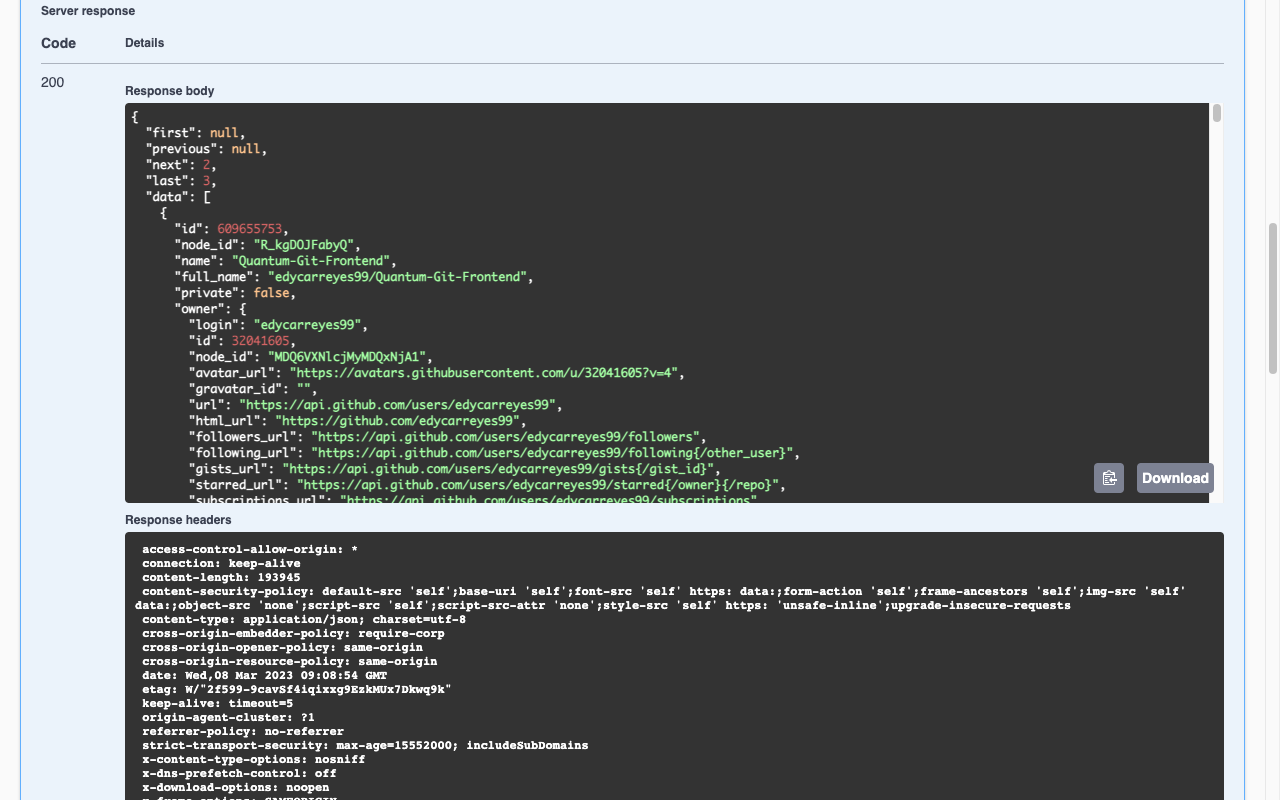 Server response
Code Details
200
Response body
{
"first": null,
"previous": null,
"next": 2,
"last": 3,
"data": [
{
"id": 609655753,
"node_id": "R_kgDOJFabyQ",
"name": "Quantum-Git-Frontend",
"full_name": "edycarreyes99/Quantum-Git-Frontend",
"private": false,
"owner": {
"login": "edycarreyes99",
"id": 32041605,
"node_id": "MDQ6VXNlcjMyMDQxNjA1",
"avatar_url": "https://avatars.githubusercontent.com/u/32041605?v=4",
"gravatar_id": "",
"url": "https://api.github.com/users/edycarreyes99",
"html_url": "https://github.com/edycarreyes99",
"followers_url": "https://api.github.com/users/edycarreyes99/followers",
"following_url": "https://api.github.com/users/edycarreyes99/following{/other_user}",
"gists_url": "https://api.github.com/users/edycarreyes99/gists{/gist_id}",
"starred_url": "https://api.github.com/users/edycarreyes99/starred{/owner}{/repo}",
"subscriptions_url": "https://api.github.com/users/edycarreyes99/subscriptions"
Download
Response headers
access-control-allow-origin: *
connection: keep-alive
content-length: 193945
content-security-policy: default-src 'self';base-uri 'self';font-src 'self' https: data:;form-action 'self';frame-ancestors 'self';img-src 'self'
data:;object-src 'none';script-src 'self';script-src-attr 'none';style-src 'self' https: 'unsafe-inline';upgrade-insecure-requests
content-type: application/json; charset=utf-8
cross-origin-embedder-policy: require-corp
cross-origin-opener-policy: same-origin
cross-origin-resource-policy: same-origin
date: Wed,08 Mar 2023 09:08:54 GMT
etag: W/"2f599-9cavSf4iqixxg9EzkMUx7Dkwq9k"
keep-alive: timeout=5
origin-agent-cluster: ?1
referrer-policy: no-referrer
strict-transport-security: max-age=15552000; includeSubDomains
x-content-type-options: nosniff
x-dns-prefetch-control: off
x-download-options: noopen
x-frame-options: SAMEORIGIN